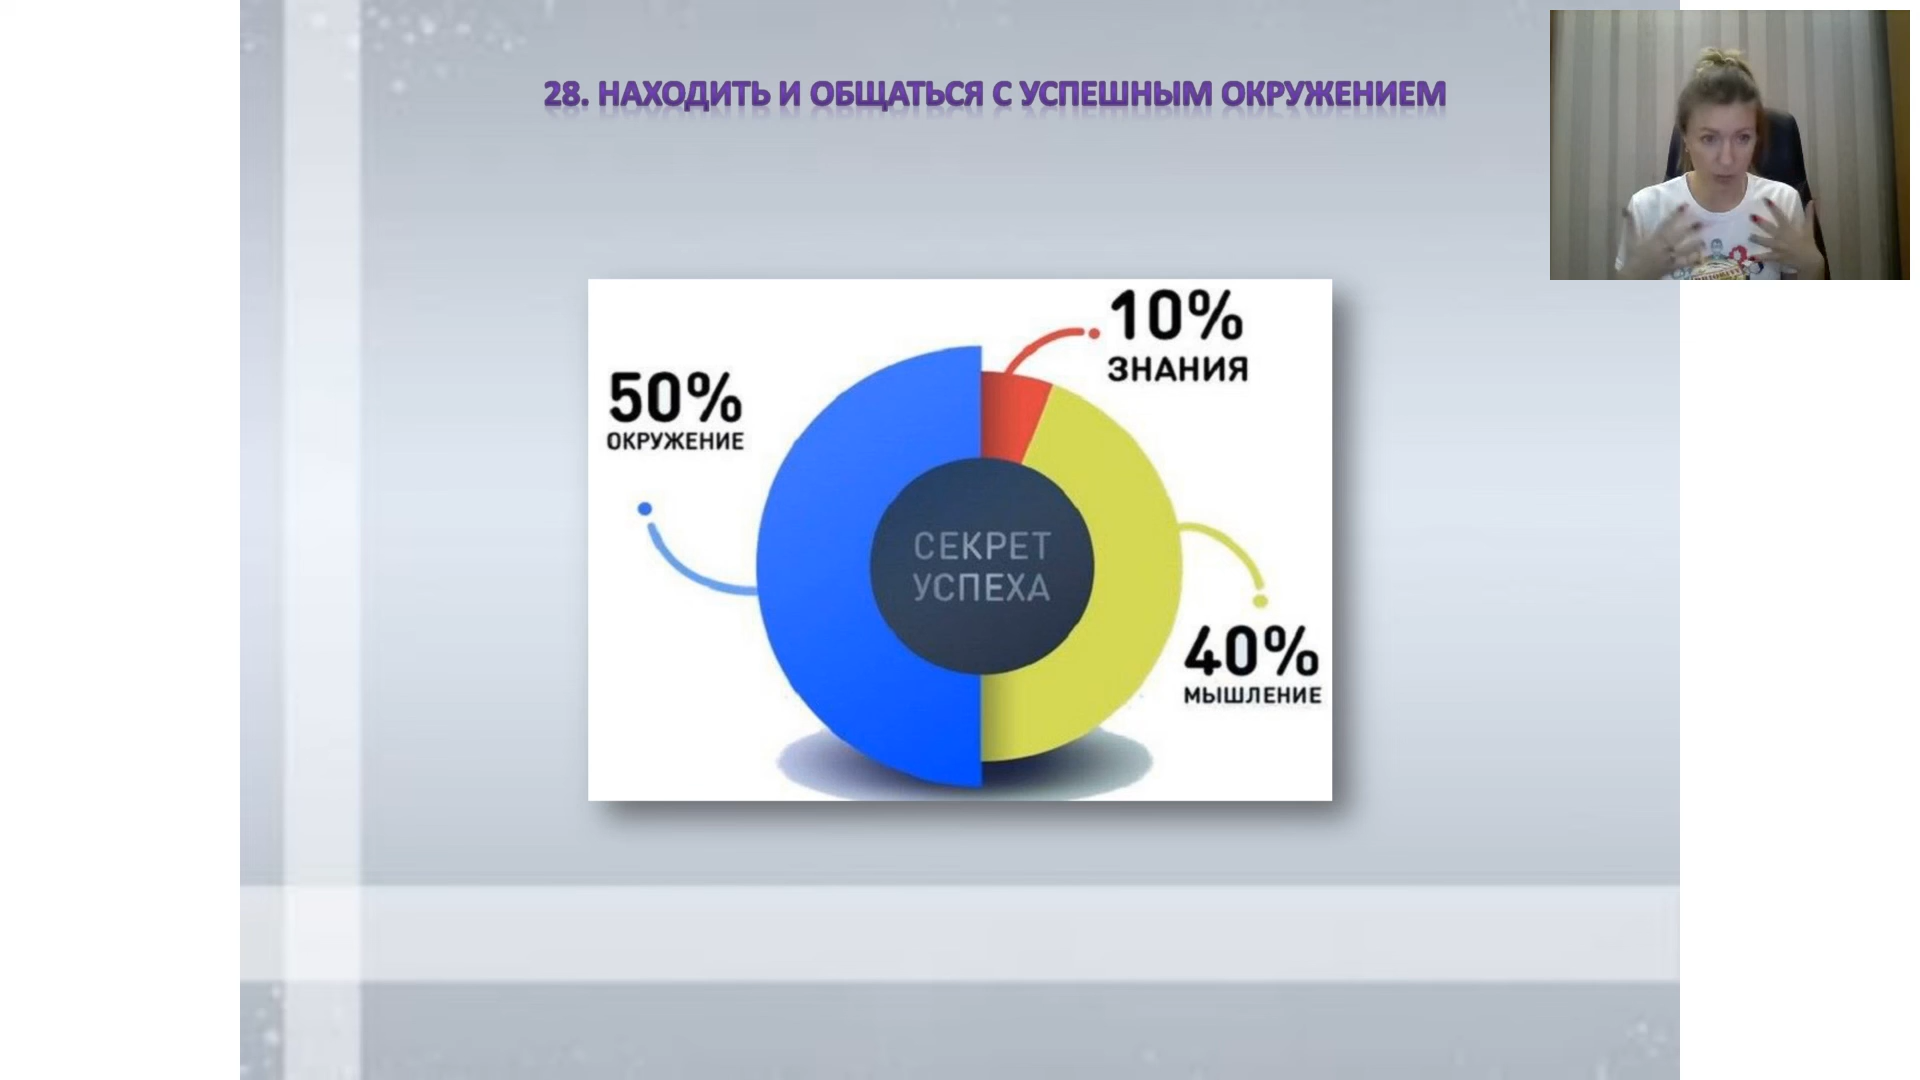 28. НАХОДИТЬ И ОБЩАТЬСЯ С УСПЕШНЫМ ОКРУЖЕНИЕМ
10%
ЗНАНИЯ
50%
ОКРУЖЕНИЕ
СЕКРЕТ
УСПЕХА
40%
МЫШЛЕНИЕ